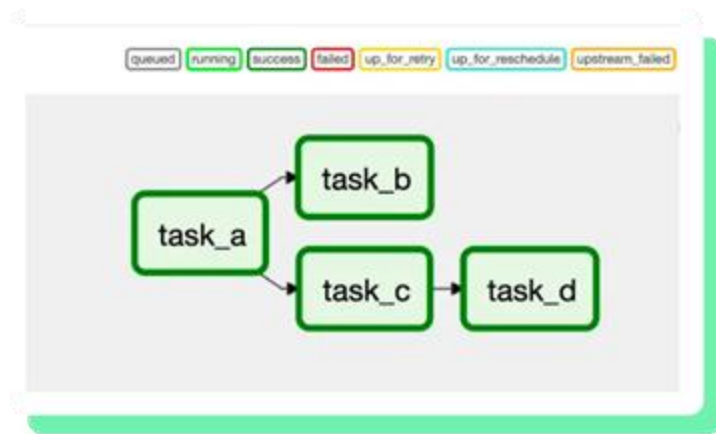 queued running success failed up_for_retry up_for_reschedule upstream_failed
task_b
task_a
task_c task_d